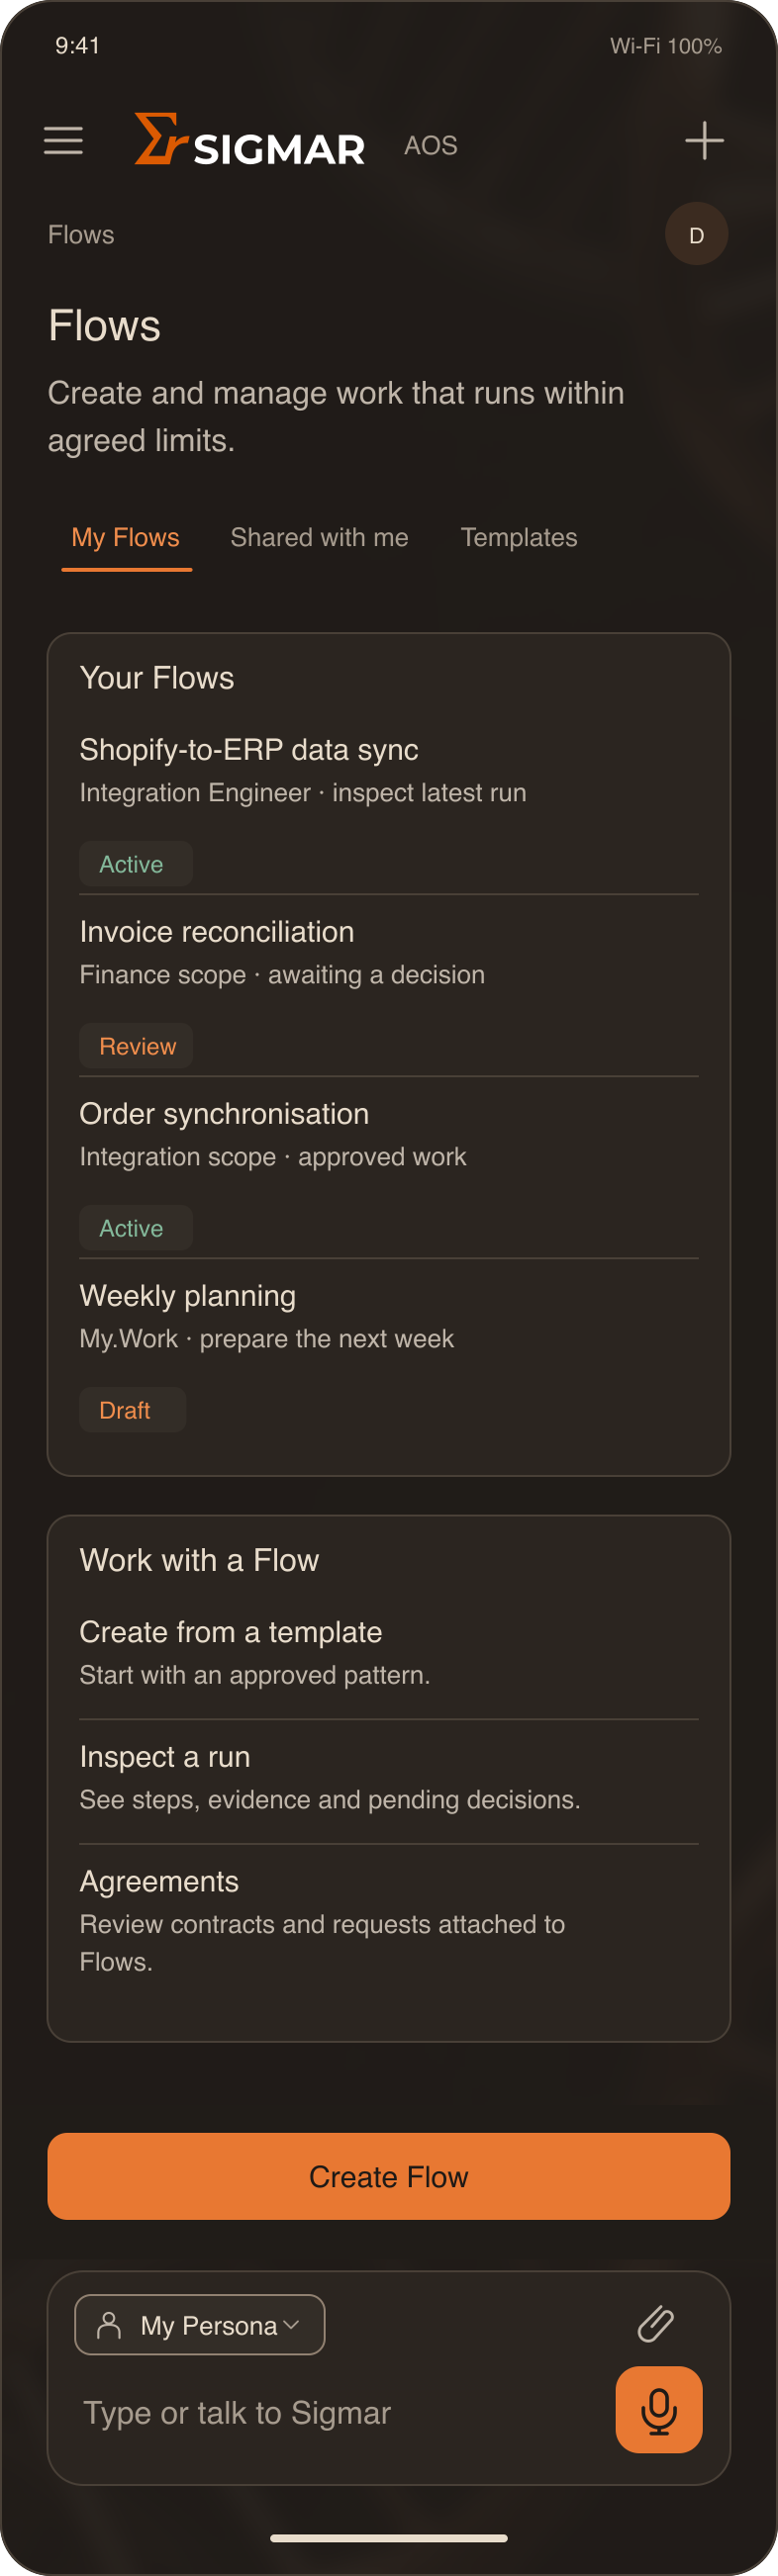 9:41
Wi-Fi 100%
Σr SIGMAR AOS
Flows
D
Flows
Create and manage work that runs within
agreed limits.
My Flows
Shared with me
Templates
Your Flows
Shopify-to-ERP data sync
Integration Engineer · inspect latest run
Active
Invoice reconciliation
Finance scope · awaiting a decision
Review
Order synchronisation
Integration scope · approved work
Active
Weekly planning
My.Work · prepare the next week
Draft
Work with a Flow
Create from a template
Start with an approved pattern.
Inspect a run
See steps, evidence and pending decisions.
Agreements
Review contracts and requests attached to
Flows.
Create Flow
My Persona
Type or talk to Sigmar